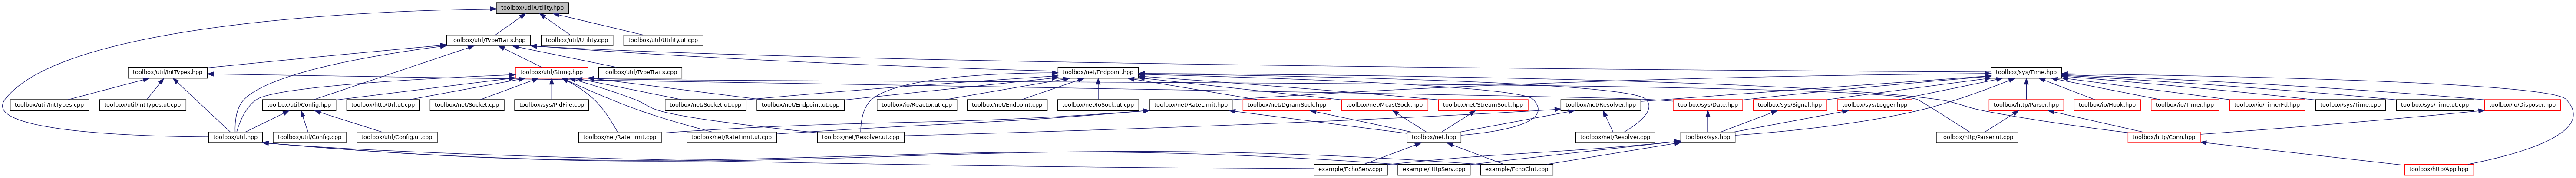 toolbox/util/Utility.hpp
toolbox/util/TypeTraits.hpp
toolbox/util/Utility.cpp
toolbox/util/Utility.ut.cpp
toolbox/util/IntTypes.hpp
toolbox/util/String.hpp
toolbox/util/TypeTraits.cpp
toolbox/net/Endpoint.hpp
toolbox/sys/Time.hpp
toolbox/util/IntTypes.cpp
toolbox/util/IntTypes.ut.cpp
toolbox/util/Config.hpp
toolbox/http/Url.ut.cpp
toolbox/net/Socket.cpp
toolbox/sys/PidFile.cpp
toolbox/net/Socket.ut.cpp
toolbox/net/Endpoint.ut.cpp
toolbox/io/Reactor.ut.cpp
toolbox/net/Endpoint.cpp
toolbox/net/IoSock.ut.cpp
toolbox/net/RateLimit.hpp
toolbox/net/DgramSock.hpp
toolbox/net/McastSock.hpp
toolbox/net/StreamSock.hpp
toolbox/net/Resolver.hpp
toolbox/sys/Date.hpp
toolbox/sys/Signal.hpp
toolbox/sys/Logger.hpp
toolbox/http/Parser.hpp
toolbox/io/Hook.hpp
toolbox/io/Timer.hpp
toolbox/io/TimerFd.hpp
toolbox/sys/Time.cpp
toolbox/sys/Time.ut.cpp
toolbox/io/Disposer.hpp
toolbox/util.hpp
toolbox/util/Config.cpp
toolbox/util/Config.ut.cpp
toolbox/net/RateLimit.cpp
toolbox/net/RateLimit.ut.cpp
toolbox/net/Resolver.ut.cpp
toolbox/net.hpp
toolbox/net/Resolver.cpp
toolbox/sys.hpp
toolbox/http/Parser.ut.cpp
toolbox/http/Conn.hpp
example/EchoServ.cpp
example/HttpServ.cpp
example/EchoClnt.cpp
toolbox/http/App.hpp